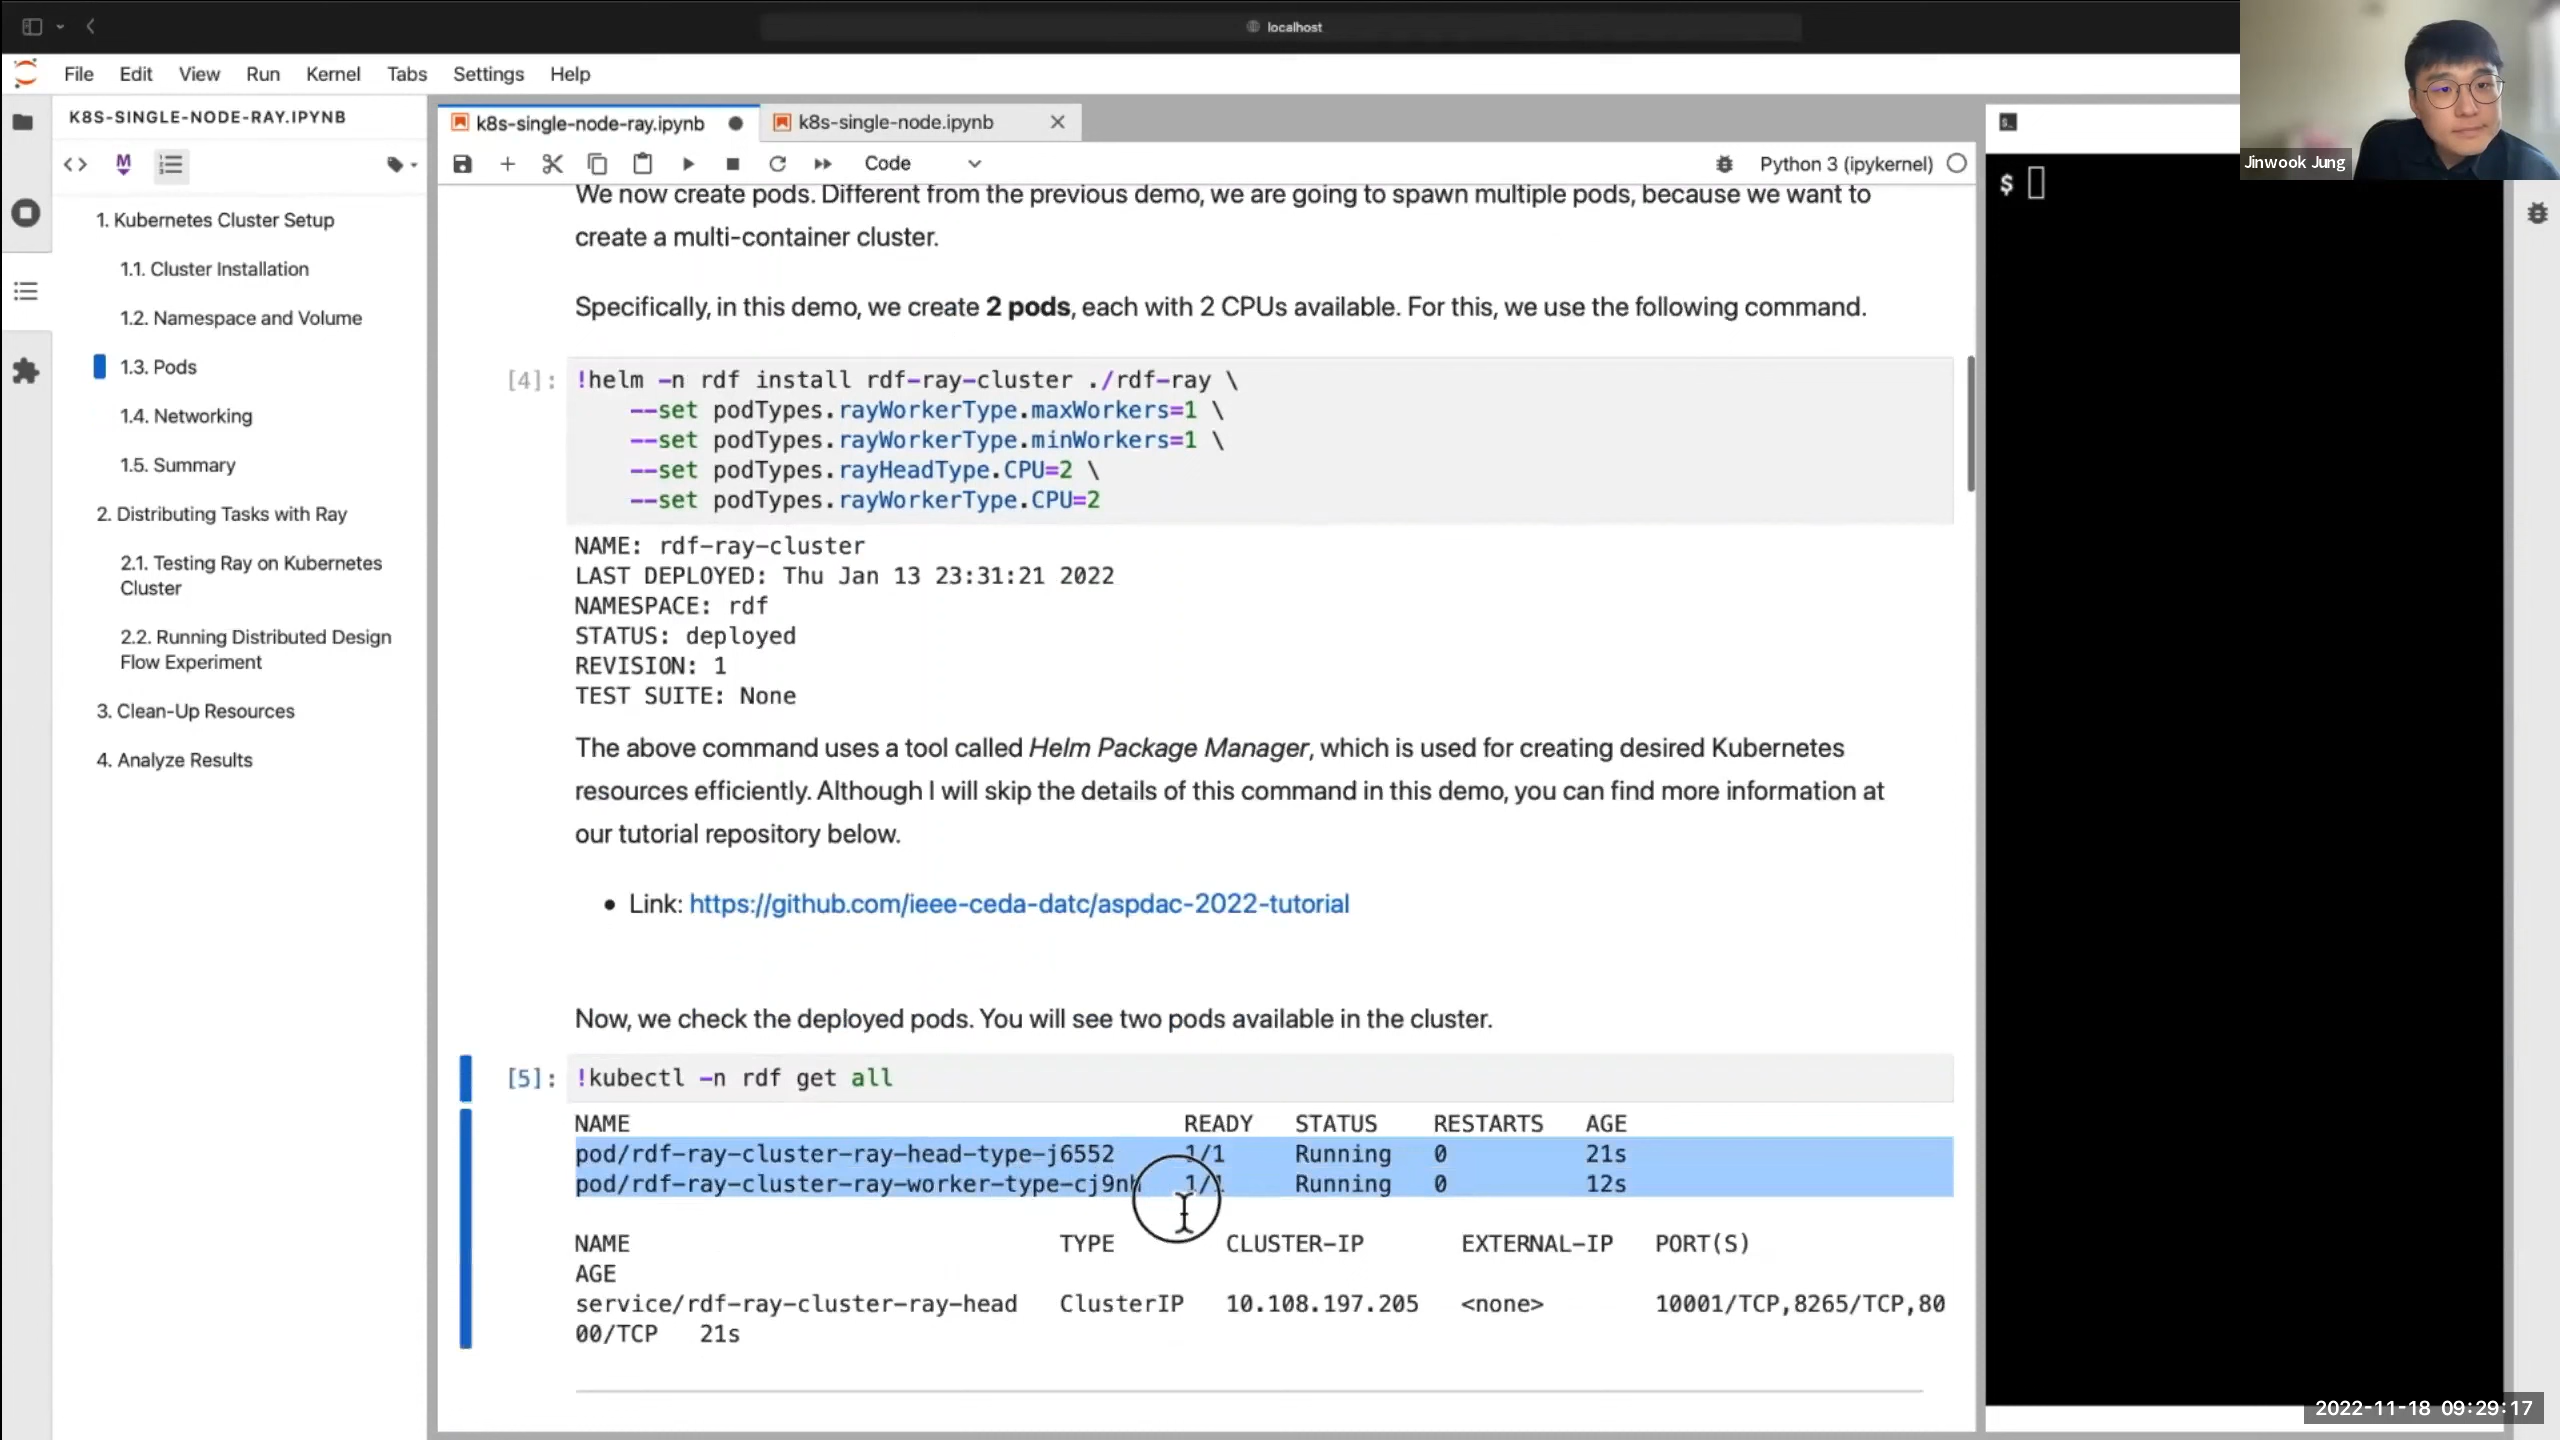 localhost
File Edit View Run Kernel Tabs Settings Help
Jinwook Jung
K8S-SINGLE-NODE-RAY.IPYNB
1. Kubernetes Cluster Setup
1.1. Cluster Installation
1.2. Namespace and Volume
1.3. Pods
1.4. Networking
1.5. Summary
2. Distributing Tasks with Ray
2.1. Testing Ray on Kubernetes
Cluster
2.2. Running Distributed Design
Flow Experiment
3. Clean-Up Resources
4. Analyze Results
k8s-single-node-ray.ipynb
k8s-single-node.ipynb
Code
Python 3 (ipykernel)
We now create pods. Different from the previous demo, we are going to spawn multiple pods, because we want to
create a multi-container cluster.
Specifically, in this demo, we create 2 pods, each with 2 CPUs available. For this, we use the following command.
[4]: !helm -n rdf install rdf-ray-cluster ./rdf-ray \
--set podTypes.rayWorkerType.maxWorkers=1 \
--set podTypes.rayWorkerType.minWorkers=1 \
--set podTypes.rayHeadType.CPU=2 \
--set podTypes.rayWorkerType.CPU=2
NAME: rdf-ray-cluster
LAST DEPLOYED: Thu Jan 13 23:31:21 2022
NAMESPACE: rdf
STATUS: deployed
REVISION: 1
TEST SUITE: None
The above command uses a tool called Helm Package Manager, which is used for creating desired Kubernetes
resources efficiently. Although I will skip the details of this command in this demo, you can find more information at
our tutorial repository below.
• Link: https://github.com/ieee-ceda-datc/aspdac-2022-tutorial
Now, we check the deployed pods. You will see two pods available in the cluster.
[5]: !kubectl -n rdf get all
NAME READY STATUS RESTARTS AGE
pod/rdf-ray-cluster-ray-head-type-j6552 1/1 Running 0 21s
pod/rdf-ray-cluster-ray-worker-type-cj9nh 1/1 Running 0 12s
NAME TYPE CLUSTER-IP EXTERNAL-IP PORT(S)
AGE
service/rdf-ray-cluster-ray-head ClusterIP 10.108.197.205 <none> 10001/TCP,8265/TCP,80
00/TCP 21s
$
2022-11-18 09:29:17